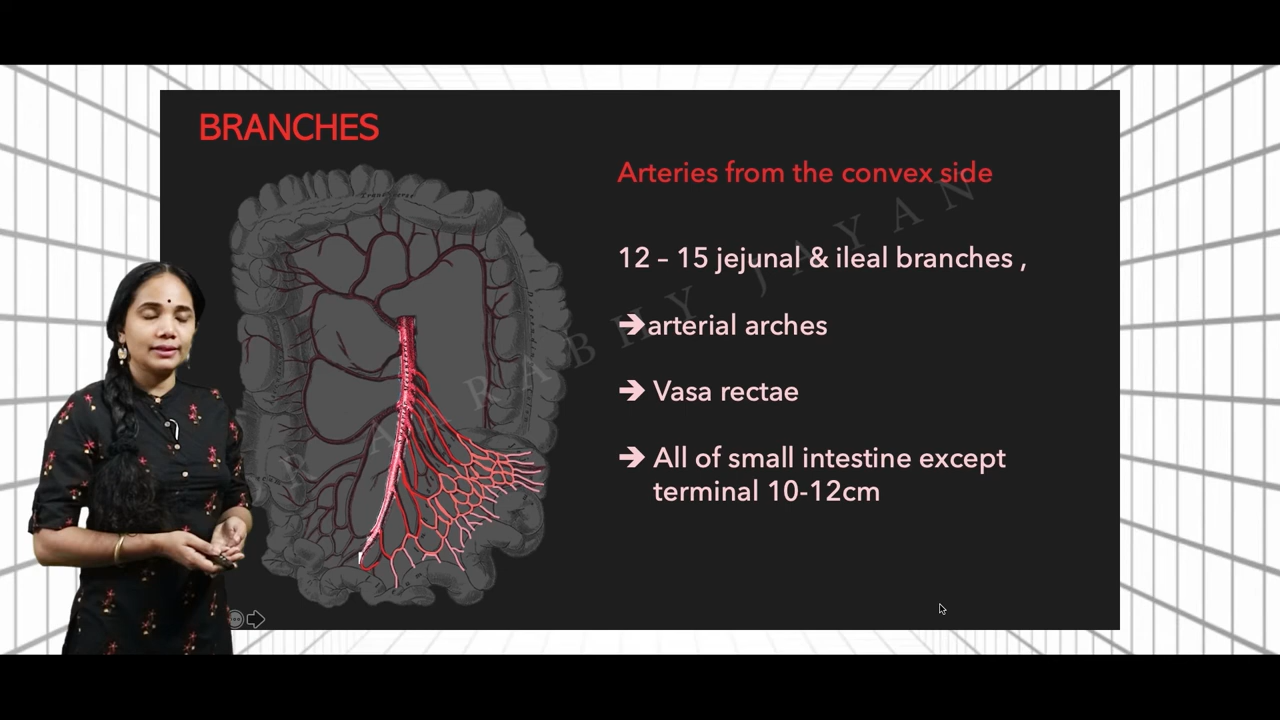 BRANCHES
Arteries from the convex side
12 – 15 jejunal & ileal branches ,
➔arterial arches
➔ Vasa rectae
➔ All of small intestine except
terminal 10-12cm